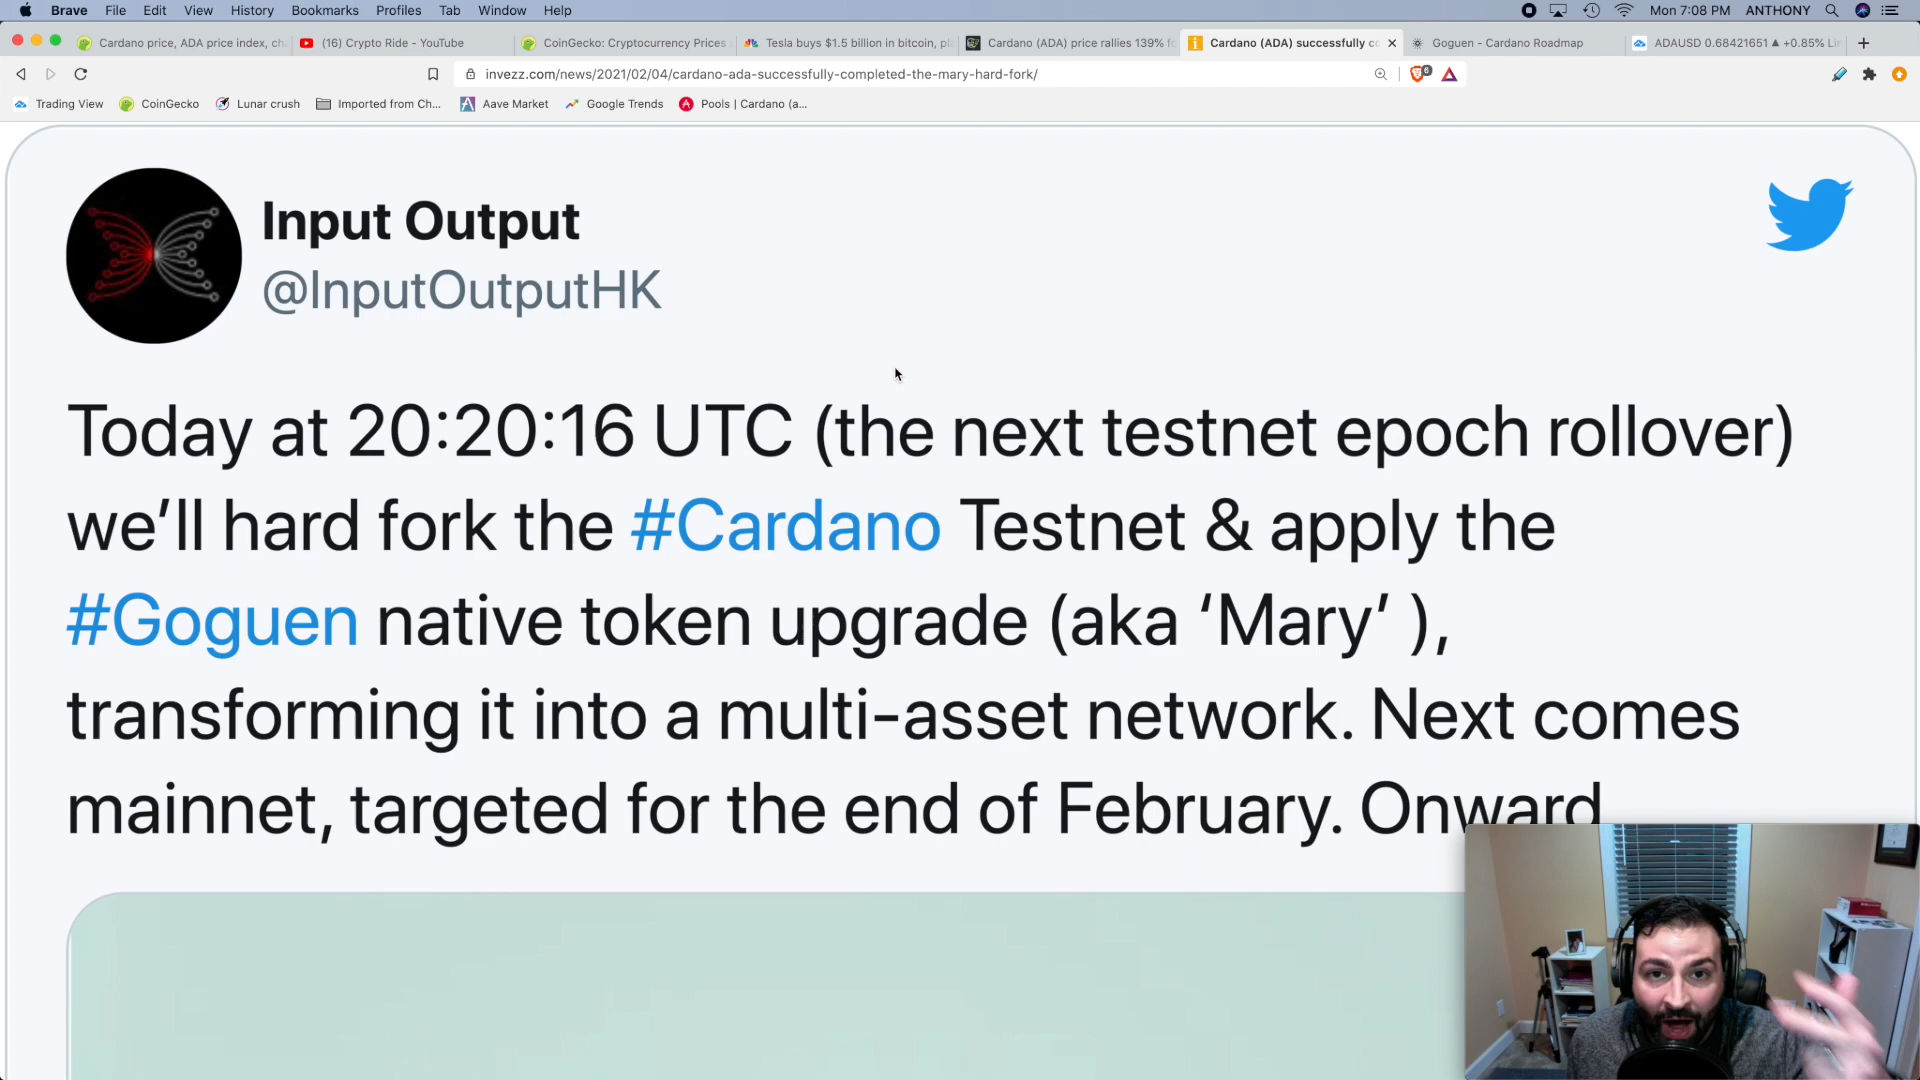 Brave File Edit View History Bookmarks Profiles Tab Window Help Mon 7:08 PM ANTHONY
Cardano price, ADA price index, ch
(16) Crypto Ride - YouTube
CoinGecko: Cryptocurrency Prices
Tesla buys $1.5 billion in bitcoin, pl
Cardano (ADA) price rallies 139% fo
Cardano (ADA) successfully co
Goguen - Cardano Roadmap
ADAUSD 0.68421651 ▲ +0.85% Li
invezz.com/news/2021/02/04/cardano-ada-successfully-completed-the-mary-hard-fork/
6
Trading View CoinGecko Lunar crush Imported from Ch... Aave Market Google Trends Pools | Cardano (a...
Input Output
@InputOutputHK
Today at 20:20:16 UTC (the next testnet epoch rollover)
we’ll hard fork the #Cardano Testnet & apply the
#Goguen native token upgrade (aka ‘Mary’ ),
transforming it into a multi-asset network. Next comes
mainnet, targeted for the end of February. Onward